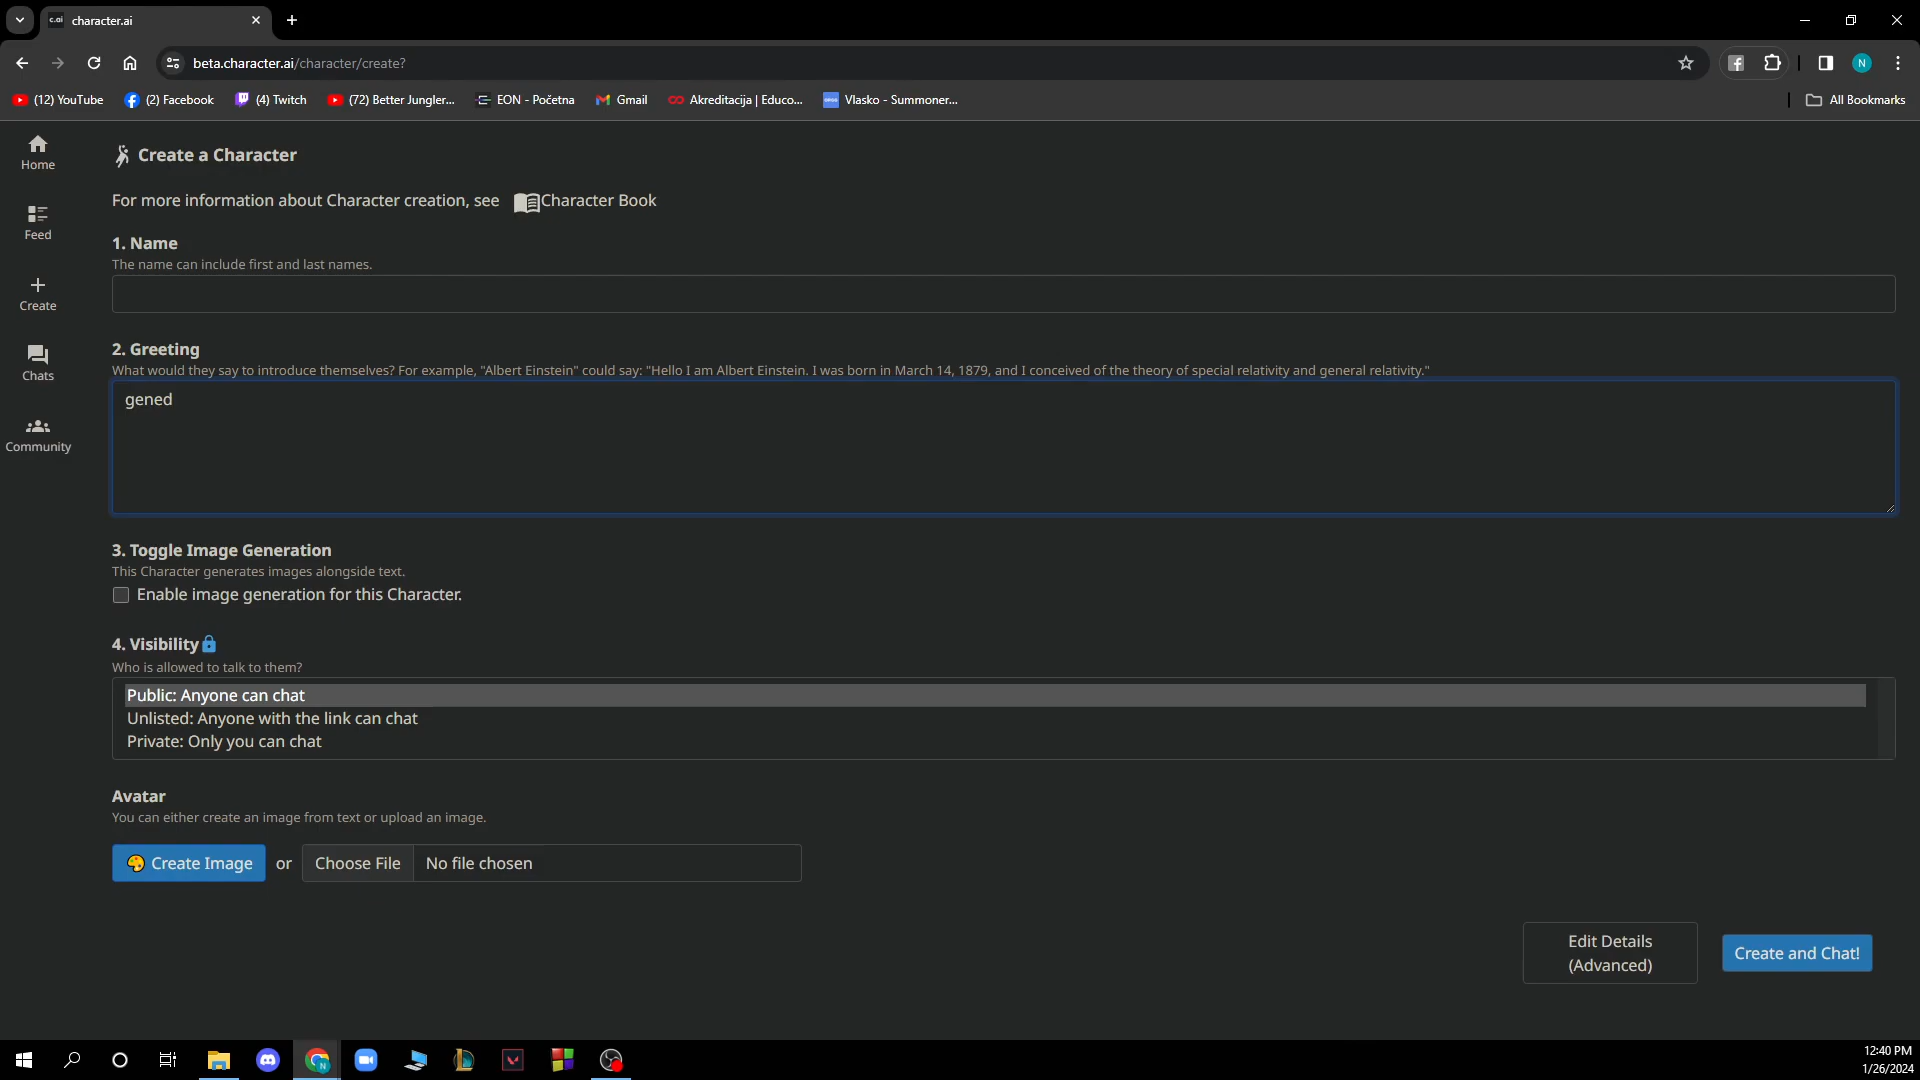 c.ai character.ai
beta.character.ai/character/create?
N
(12) YouTube (2) Facebook (4) Twitch (72) Better Jungler... EON - Početna Gmail Akreditacija | Educo... Vlasko - Summoner... All Bookmarks
Home
Feed
Create
Chats
Community
Create a Character
For more information about Character creation, see Character Book
1. Name
The name can include first and last names.
2. Greeting
What would they say to introduce themselves? For example, "Albert Einstein" could say: "Hello I am Albert Einstein. I was born in March 14, 1879, and I conceived of the theory of special relativity and general relativity."
gened
3. Toggle Image Generation
This Character generates images alongside text.
Enable image generation for this Character.
4. Visibility
Who is allowed to talk to them?
Public: Anyone can chat
Unlisted: Anyone with the link can chat
Private: Only you can chat
Avatar
You can either create an image from text or upload an image.
Create Image or Choose File No file chosen
Edit Details
(Advanced)
Create and Chat!
12:40 PM
1/26/2024